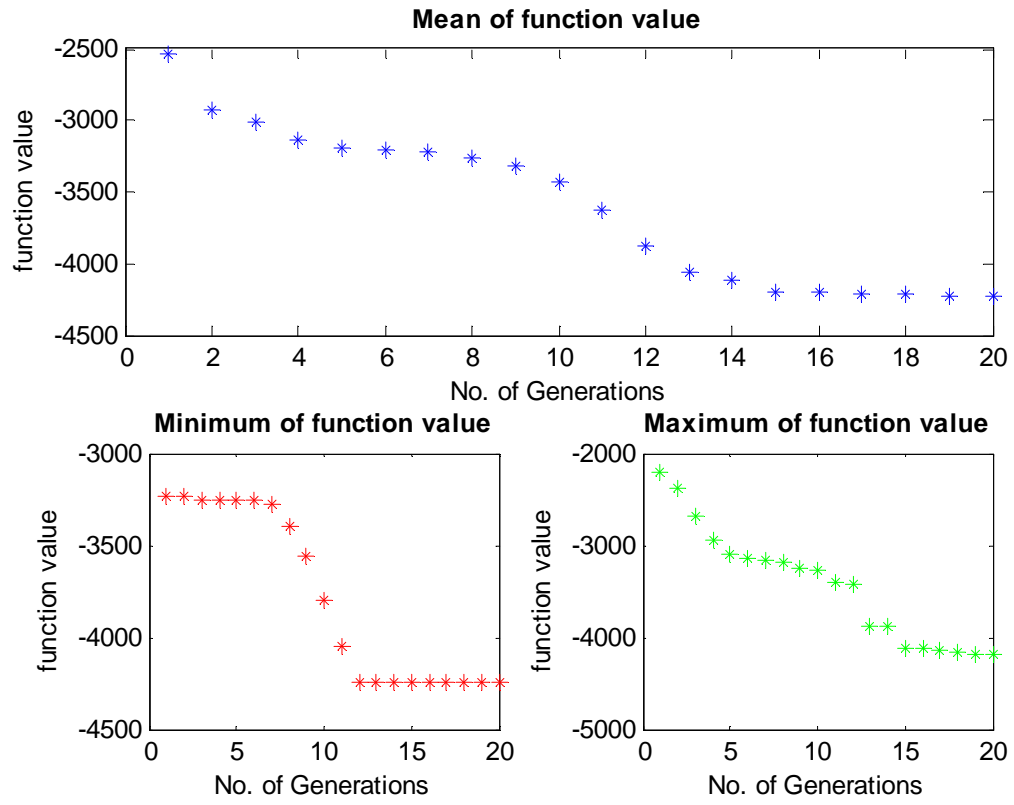 Mean of function value
-2500
-3000
-3500
-4000
-4500
function value
0 2 4 6 8 10 12 14 16 18 20
No. of Generations
Minimum of function value
-3000
-3500
-4000
-4500
function value
0 5 10 15 20
No. of Generations
Maximum of function value
-2000
-3000
-4000
-5000
function value
0 5 10 15 20
No. of Generations